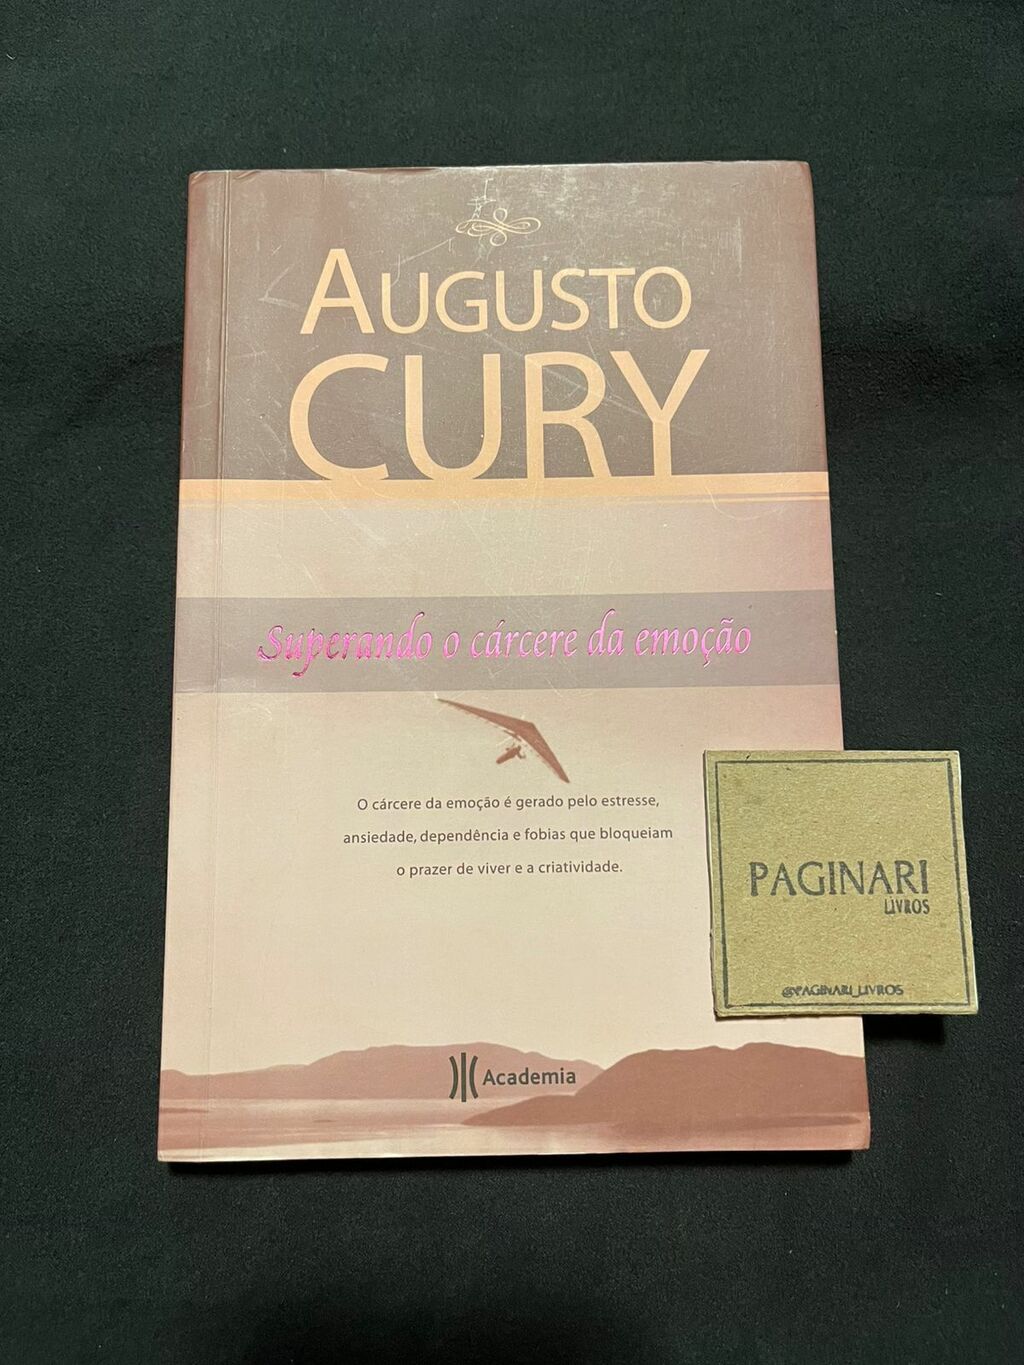 AUGUSTO
CURY
Superando o cárcere da emoção
O cárcere da emoção é gerado pelo estresse,
ansiedade, dependência e fobias que bloqueiam
o prazer de viver e a criatividade.
Academia
PAGINARI
LIVROS
@PAGINARI_LIVROS